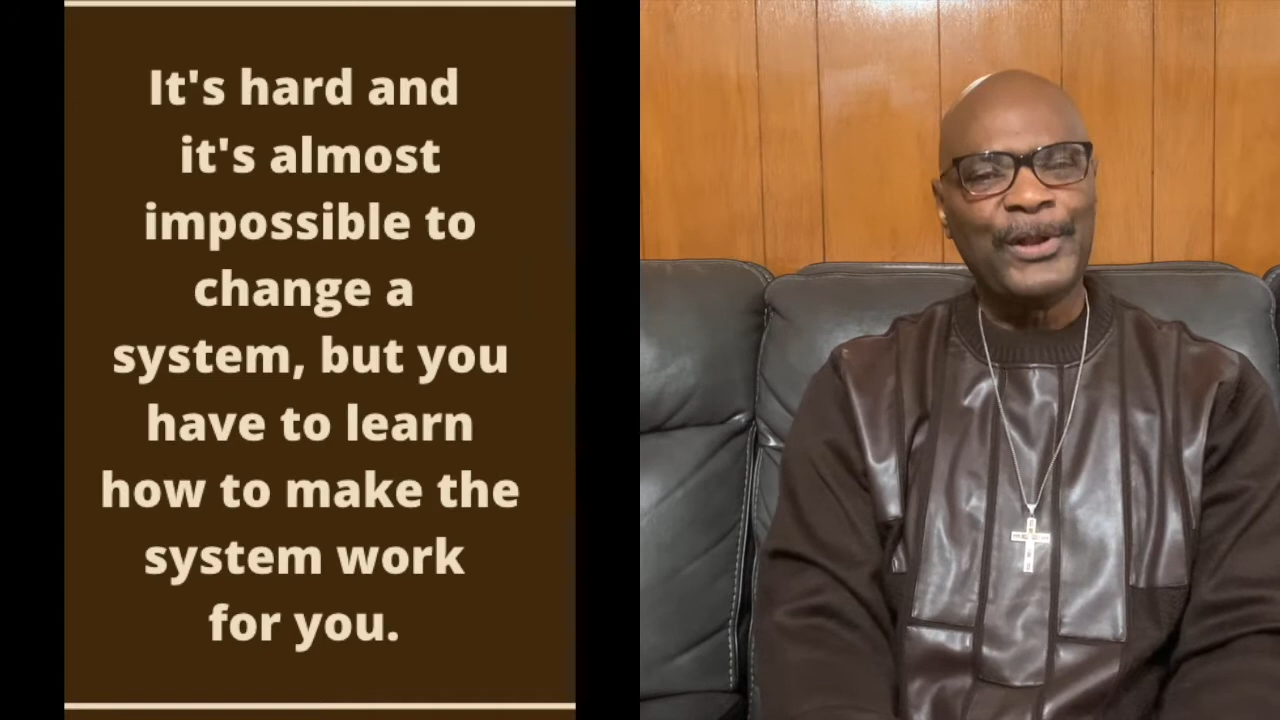 It's hard and
it's almost
impossible to
change a
system, but you
have to learn
how to make the
system work
for you.